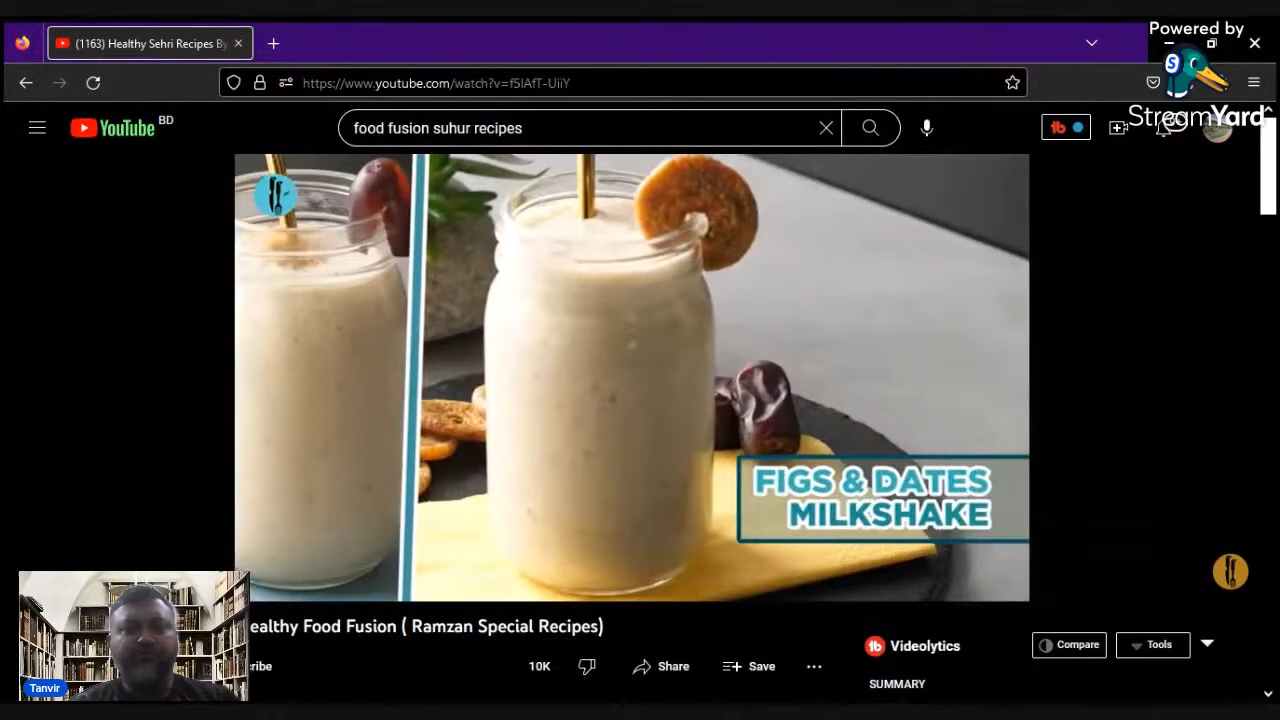 Powered by
(1163) Healthy Sehri Recipes By
https://www.youtube.com/watch?v=f5lAfT-UiiY
StreamYard
YouTube BD
food fusion suhur recipes
FIGS & DATES
MILKSHAKE
ealthy Food Fusion ( Ramzan Special Recipes)
Videolytics
Compare
Tools
ibe
10K
Share
Save
SUMMARY
Tanvir